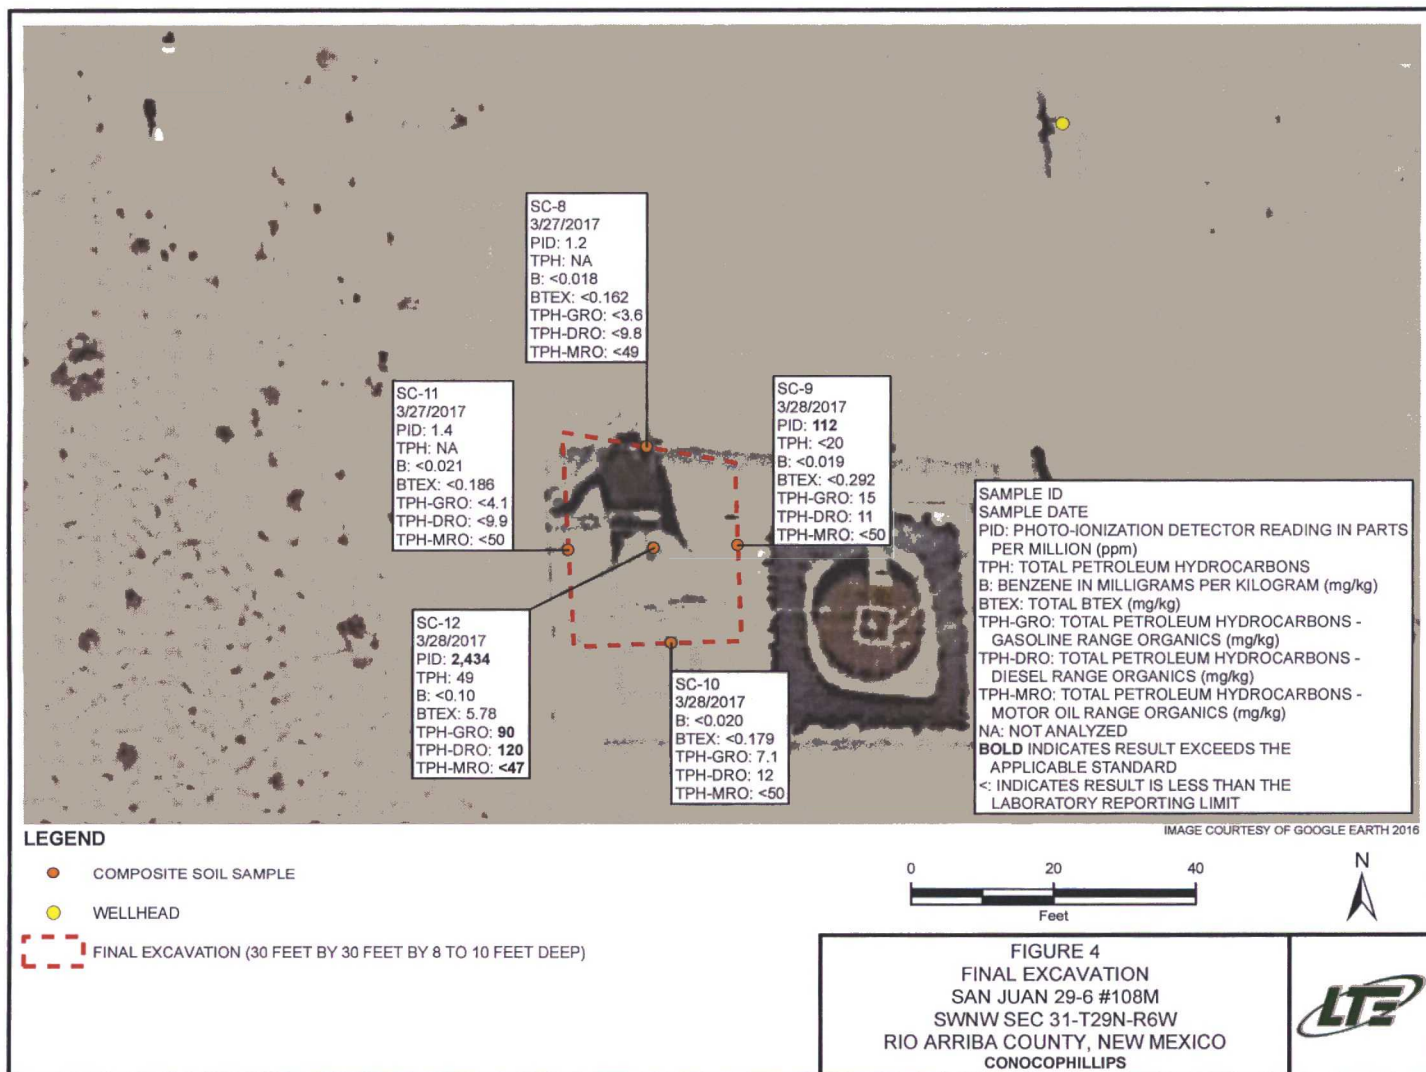 SC-8
3/27/2017
PID: 1.2
TPH: NA
B: <0.018
BTEX: <0.162
TPH-GRO: <3.6
TPH-DRO: <9.8
TPH-MRO: <49
SC-11
3/27/2017
PID: 1.4
TPH: NA
B: <0.021
BTEX: <0.186
TPH-GRO: <4.1
TPH-DRO: <9.9
TPH-MRO: <50
SC-9
3/28/2017
PID: 112
TPH: <20
B: <0.019
BTEX: <0.292
TPH-GRO: 15
TPH-DRO: 11
TPH-MRO: <50
SC-12
3/28/2017
PID: 2,434
TPH: 49
B: <0.10
BTEX: 5.78
TPH-GRO: 90
TPH-DRO: 120
TPH-MRO: <47
SC-10
3/28/2017
B: <0.020
BTEX: <0.179
TPH-GRO: 7.1
TPH-DRO: 12
TPH-MRO: <50
SAMPLE ID
SAMPLE DATE
PID: PHOTO-IONIZATION DETECTOR READING IN PARTS
PER MILLION (ppm)
TPH: TOTAL PETROLEUM HYDROCARBONS
B: BENZENE IN MILLIGRAMS PER KILOGRAM (mg/kg)
BTEX: TOTAL BTEX (mg/kg)
TPH-GRO: TOTAL PETROLEUM HYDROCARBONS -
GASOLINE RANGE ORGANICS (mg/kg)
TPH-DRO: TOTAL PETROLEUM HYDROCARBONS -
DIESEL RANGE ORGANICS (mg/kg)
TPH-MRO: TOTAL PETROLEUM HYDROCARBONS -
MOTOR OIL RANGE ORGANICS (mg/kg)
NA: NOT ANALYZED
BOLD INDICATES RESULT EXCEEDS THE
APPLICABLE STANDARD
<: INDICATES RESULT IS LESS THAN THE
LABORATORY REPORTING LIMIT
IMAGE COURTESY OF GOOGLE EARTH 2016
LEGEND
COMPOSITE SOIL SAMPLE
WELLHEAD
FINAL EXCAVATION (30 FEET BY 30 FEET BY 8 TO 10 FEET DEEP)
0 20 40
Feet
N
FIGURE 4
FINAL EXCAVATION
SAN JUAN 29-6 #108M
SWNW SEC 31-T29N-R6W
RIO ARRIBA COUNTY, NEW MEXICO
CONOCOPHILLIPS
LTE